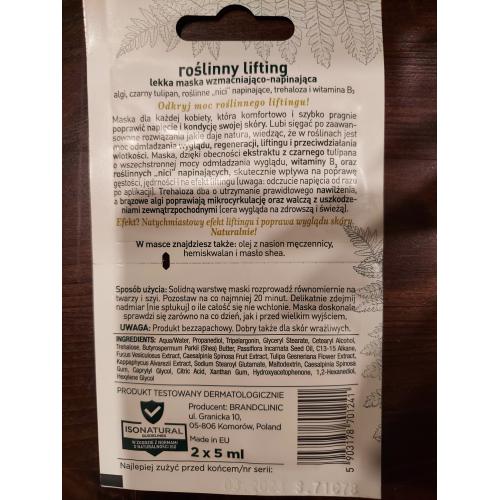 roślinny lifting
lekka maska wzmacniająco-napinająca
algi, czarny tulipan, roślinne „nici” napinające, trehaloza i witamina B₃
Odkryj moc roślinnego liftingu!
Maska dla każdej kobiety, która komfortowo i szybko pragnie
poprawić napięcie i kondycję swojej skóry. Lubi sięgać po zaawan-
sowane rozwiązania jakie daje natura, wiedząc, że w roślinach jest
moc odmładzania wyglądu, regeneracji, liftingu i przeciwdziałania
wiotkości. Maska, dzięki obecności ekstraktu z czarnego tulipana
o wszechstronnej mocy odmładzania wyglądu, witaminy B₃ oraz
roślinnych „nici” napinających, skutecznie wpływa na poprawę
gęstości, jędrności i na efekt liftingu (uwaga: odczucie napięcia od razu
po aplikacji). Trehaloza dba o utrzymanie prawidłowego nawilżenia,
a brązowe algi poprawiają mikrocyrkulację oraz walczą z uszkodze-
niami zewnątrzpochodnymi (cera wygląda na zdrowszą i świeżą).
Efekt? Natychmiastowy efekt liftingu i poprawa wyglądu skóry.
Naturalnie!
W masce znajdziesz także: olej z nasion męczennicy,
hemiskwalan i masło shea.
Sposób użycia: Solidną warstwę maski rozprowadź równomiernie na
twarzy i szyi. Pozostaw na co najmniej 20 minut. Delikatnie zdejmij
nadmiar (nie spłukuj) o ile całość się nie wchłonie. Maska doskonale
sprawdzi się zarówno na co dzień, jak i przed wielkim wyjściem.
UWAGA: Produkt bezzapachowy. Dobry także dla skór wrażliwych.
INGREDIENTS: Aqua/Water, Propanediol, Tripelargonin, Glyceryl Stearate, Cetearyl Alcohol,
Trehalose, Butyrospermum Parkii (Shea) Butter, Passiflora Incarnata Seed Oil, C13-15 Alkane,
Fucus Vesiculosus Extract, Caesalpinia Spinosa Fruit Extract, Tulipa Gesneriana Flower Extract,
Kappaphycus Alvarezii Extract, Sodium Stearoyl Glutamate, Maltodextrin, Caesalpinia Spinosa
Gum, Caprylyl Glycol, Citric Acid, Xanthan Gum, Hydroxyacetophenone, 1,2-Hexanediol,
Hexylene Glycol
PRODUKT TESTOWANY DERMATOLOGICZNIE
ISONATURAL
GUIDELINES
W ZGODZIE Z NORMAMI
O NATURALNOŚCI ISO
Producent: BRANDCLINIC
ul. Granicka 10,
05-806 Komorów, Poland
Made in EU
2 x 5 ml
5 903178 701241
Najlepiej zużyć przed końcem/nr serii: